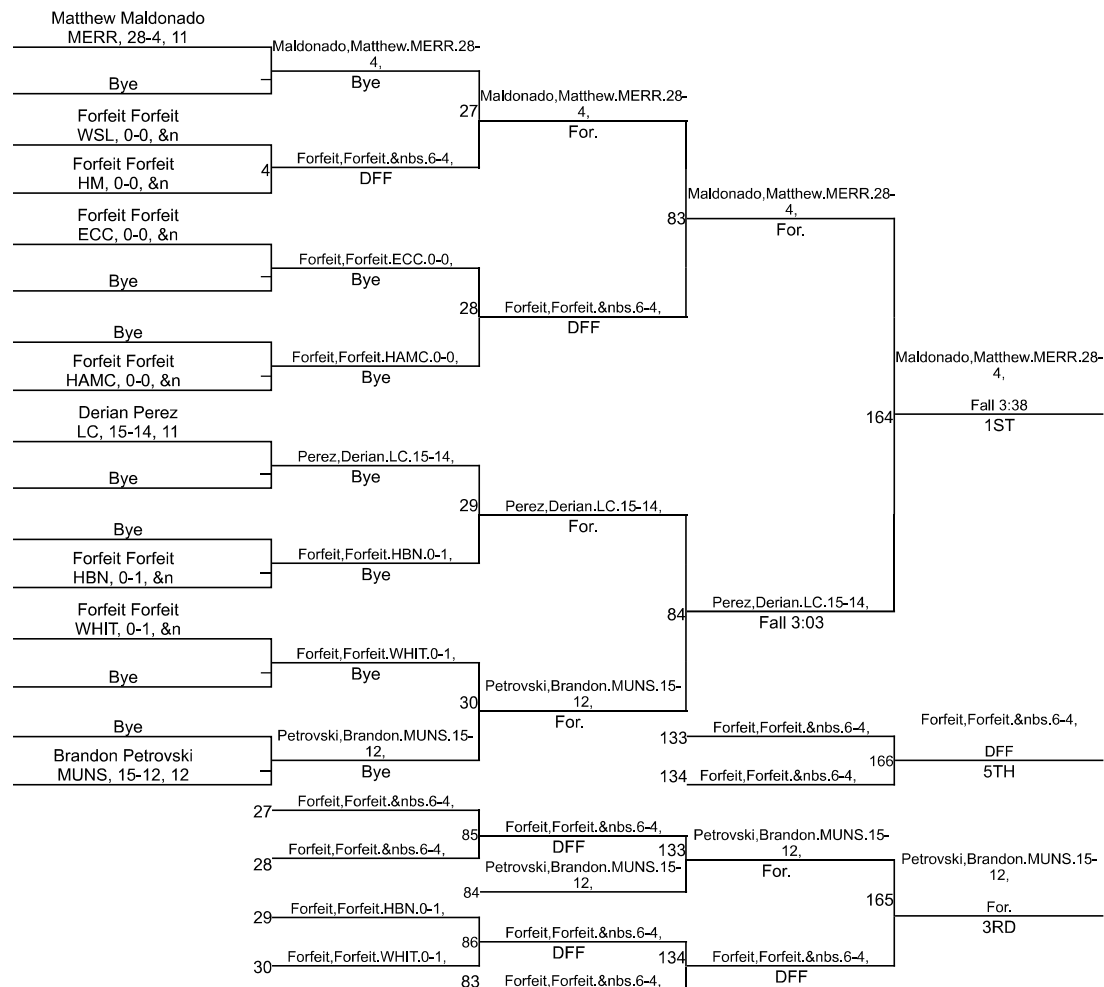 Matthew Maldonado
MERR, 28-4, 11
Bye
Forfeit Forfeit
WSL, 0-0, &n
Forfeit Forfeit
HM, 0-0, &n
Forfeit Forfeit
ECC, 0-0, &n
Bye
Bye
Forfeit Forfeit
HAMC, 0-0, &n
Derian Perez
LC, 15-14, 11
Bye
Bye
Forfeit Forfeit
HBN, 0-1, &n
Forfeit Forfeit
WHIT, 0-1, &n
Bye
Bye
Brandon Petrovski
MUNS, 15-12, 12
Maldonado,Matthew.MERR.28-
4,
Bye
4
Forfeit,Forfeit.&nbs.6-4,
DFF
Forfeit,Forfeit.ECC.0-0,
Bye
Forfeit,Forfeit.HAMC.0-0,
Bye
Perez,Derian.LC.15-14,
Bye
Forfeit,Forfeit.HBN.0-1,
Bye
Forfeit,Forfeit.WHIT.0-1,
Bye
Petrovski,Brandon.MUNS.15-
12,
Bye
27
Maldonado,Matthew.MERR.28-
4,
For.
28
Forfeit,Forfeit.&nbs.6-4,
DFF
29
Perez,Derian.LC.15-14,
For.
30
Petrovski,Brandon.MUNS.15-
12,
For.
83
Maldonado,Matthew.MERR.28-
4,
For.
84
Perez,Derian.LC.15-14,
Fall 3:03
164
Maldonado,Matthew.MERR.28-
4,
Fall 3:38
1ST
133
Forfeit,Forfeit.&nbs.6-4,
134
Forfeit,Forfeit.&nbs.6-4,
166
Forfeit,Forfeit.&nbs.6-4,
DFF
5TH
27
Forfeit,Forfeit.&nbs.6-4,
28
Forfeit,Forfeit.&nbs.6-4,
29
Forfeit,Forfeit.HBN.0-1,
30
Forfeit,Forfeit.WHIT.0-1,
85
Forfeit,Forfeit.&nbs.6-4,
DFF
84
Petrovski,Brandon.MUNS.15-
12,
86
Forfeit,Forfeit.&nbs.6-4,
DFF
83
Forfeit,Forfeit.&nbs.6-4,
133
Petrovski,Brandon.MUNS.15-
12,
For.
134
Forfeit,Forfeit.&nbs.6-4,
DFF
165
Petrovski,Brandon.MUNS.15-
12,
For.
3RD